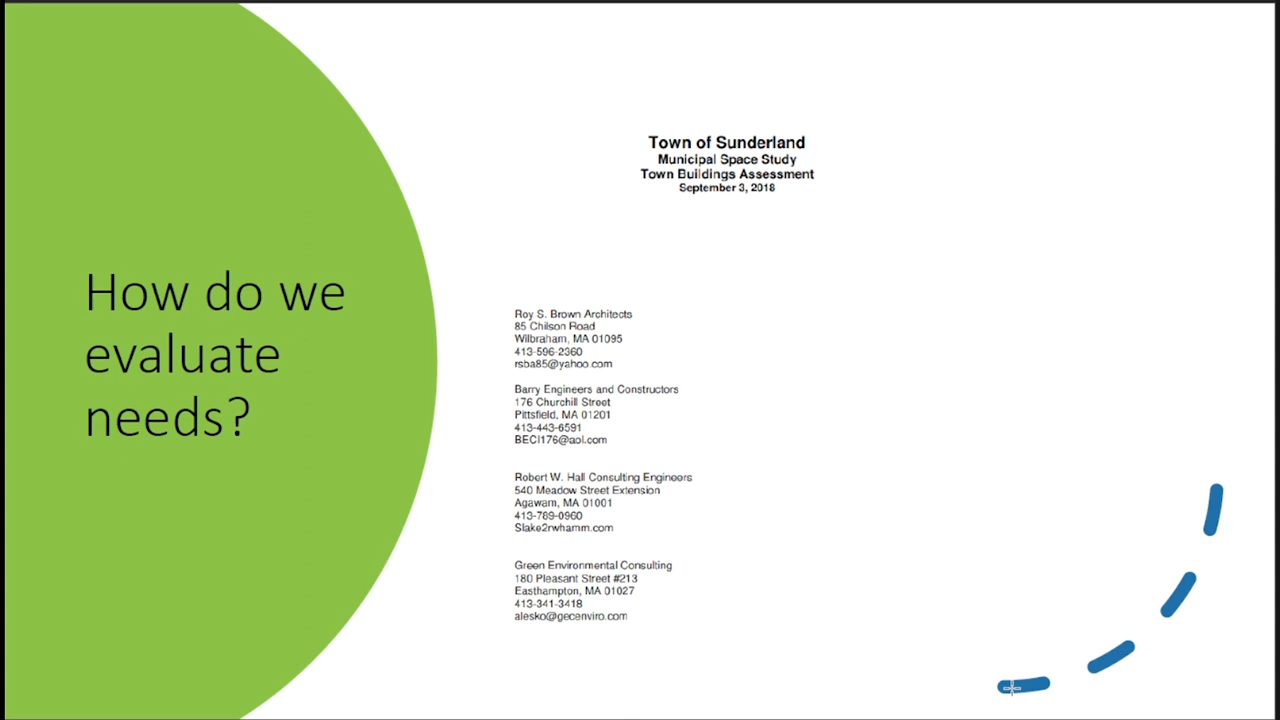 How do we
evaluate
needs?
Town of Sunderland
Municipal Space Study
Town Buildings Assessment
September 3, 2018
Roy S. Brown Architects
85 Chilson Road
Wilbraham, MA 01095
413-596-2360
rsba85@yahoo.com
Barry Engineers and Constructors
176 Churchill Street
Pittsfield, MA 01201
413-443-6591
BECI176@aol.com
Robert W. Hall Consulting Engineers
540 Meadow Street Extension
Agawam, MA 01001
413-789-0960
Slake2rwhamm.com
Green Environmental Consulting
180 Pleasant Street #213
Easthampton, MA 01027
413-341-3418
alesko@gecenviro.com